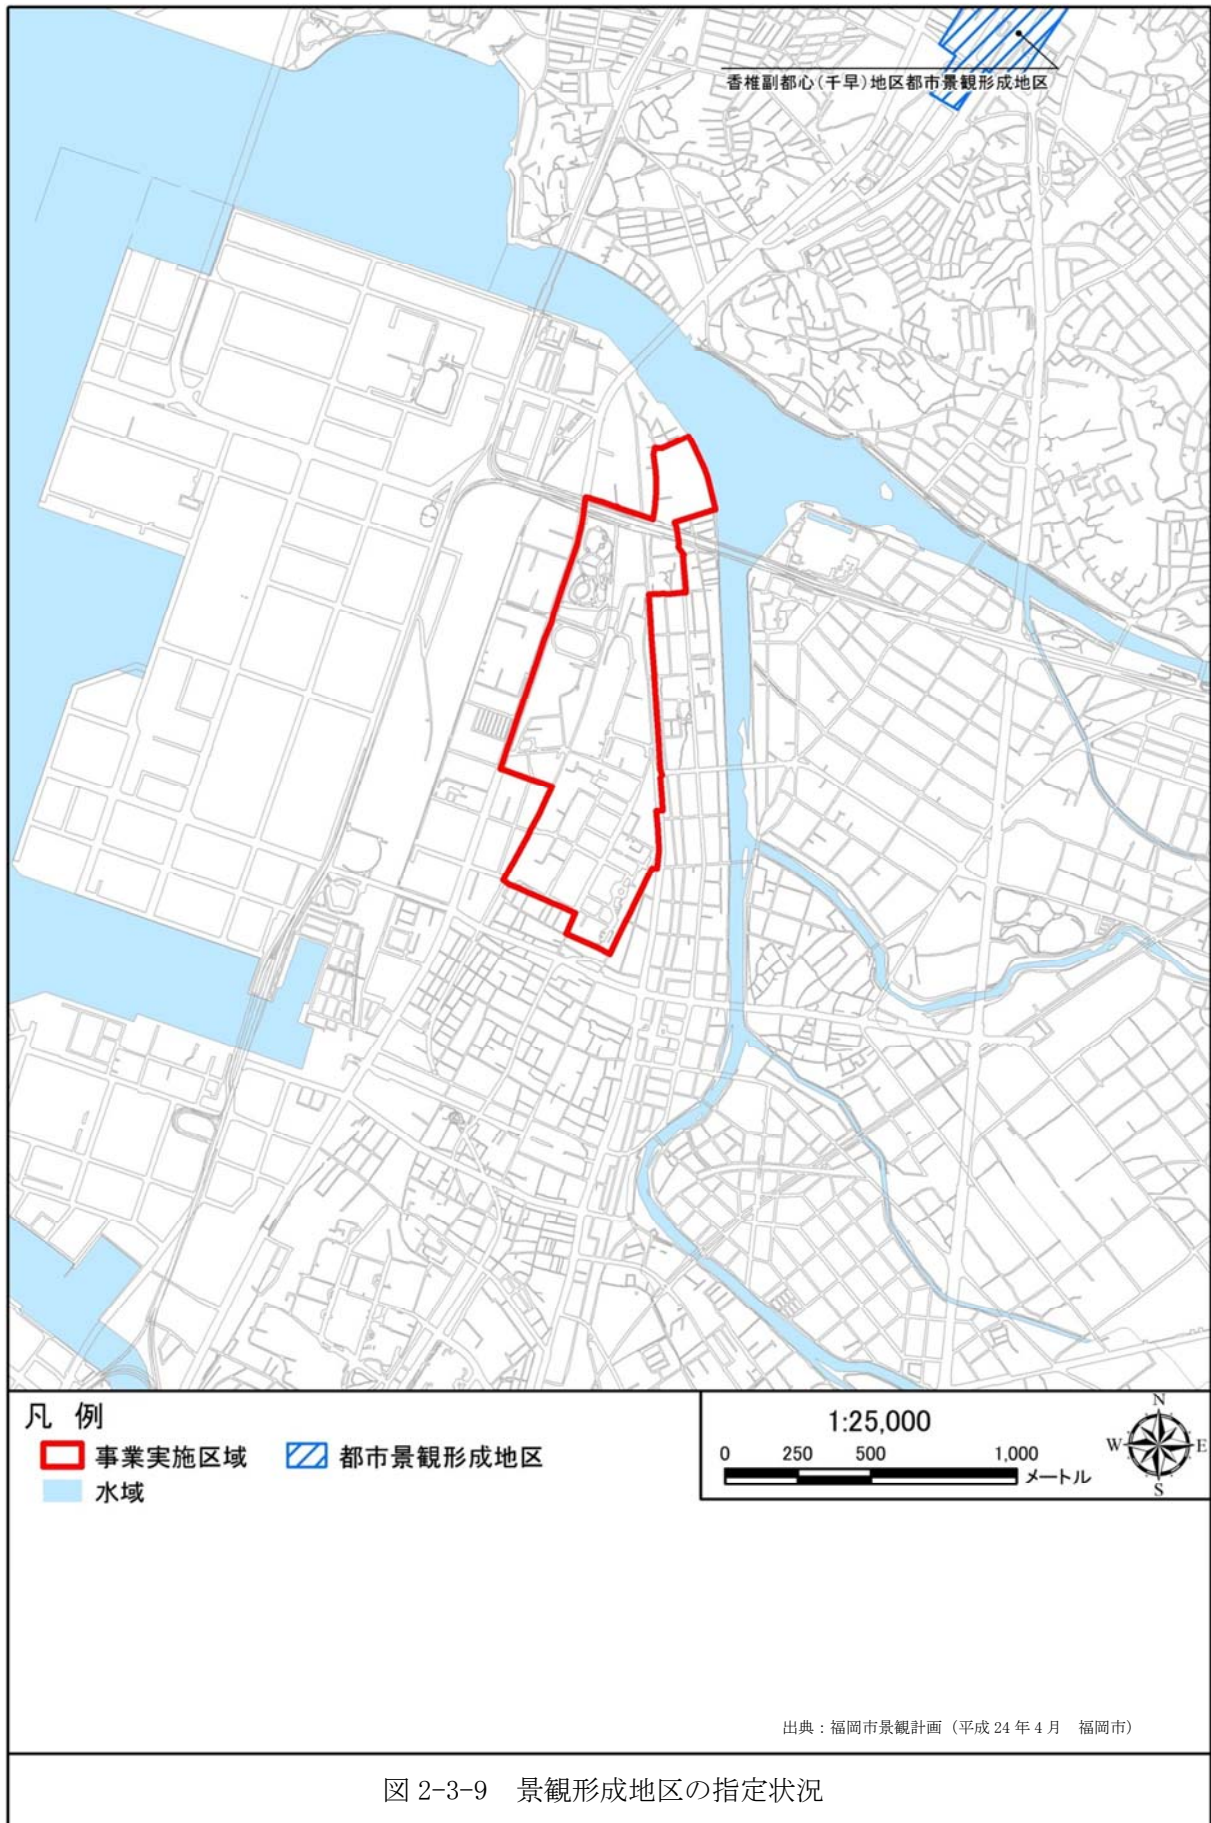 香椎副都心(千早)地区都市景観形成地区
凡 例
事業実施区域
都市景観形成地区
水域
1:25,000
0 250 500 1,000
メートル
N
W E
S
出典：福岡市景観計画（平成 24 年 4 月　福岡市）
図 2-3-9　景観形成地区の指定状況